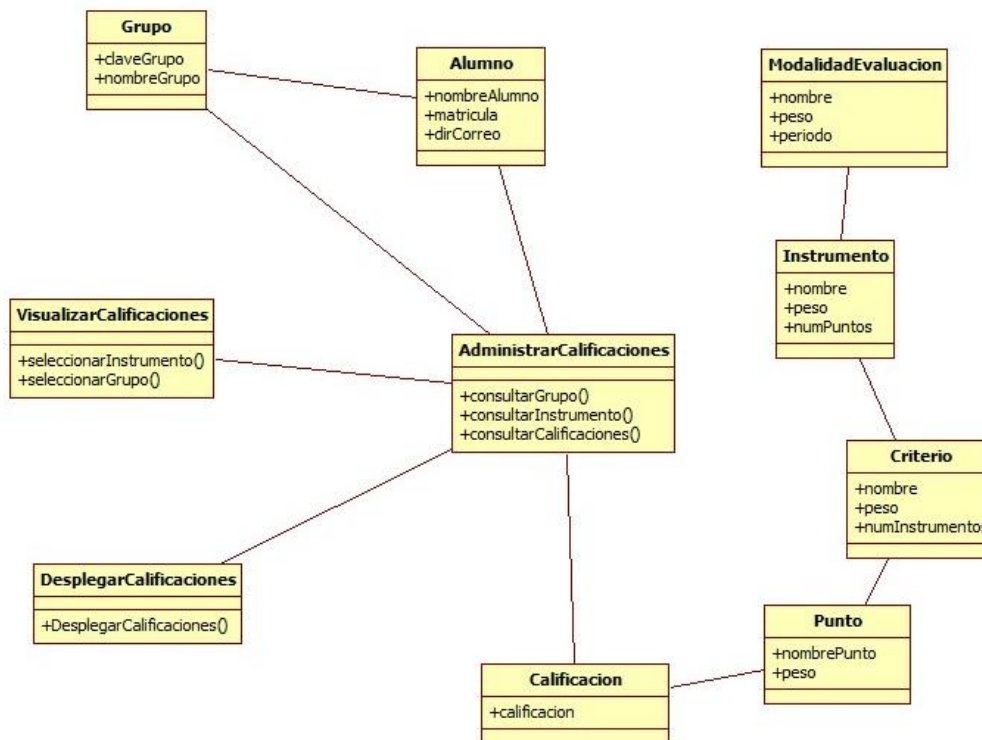 Grupo
+claveGrupo
+nombreGrupo
Alumno
+nombreAlumno
+matricula
+dirCorreo
ModalidadEvaluacion
+nombre
+peso
+periodo
Instrumento
+nombre
+peso
+numPuntos
VisualizarCalificaciones
+seleccionarInstrumento()
+seleccionarGrupo()
AdministrarCalificaciones
+consultarGrupo()
+consultarInstrumento()
+consultarCalificaciones()
Criterio
+nombre
+peso
+numInstrumentos
DesplegarCalificaciones
+DesplegarCalificaciones()
Punto
+nombrePunto
+peso
Calificacion
+calificacion